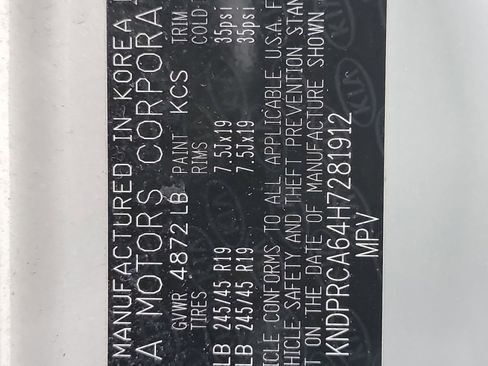 MANUFACTURED IN KOREA
A MOTORS CORPORAT
GVWR 4872 LB PAINT KCS TRIM
TIRES RIMS COLD
LB 245/45 R19 7.5Jx19 35psi
LB 245/45 R19 7.5Jx19 35psi
ICLE CONFORMS TO ALL APPLICABLE U.S.A. F
HICLE SAFETY AND THEFT PREVENTION STAN
T ON THE DATE OF MANUFACTURE SHOWN
KNDPRCA64H7281912
MPV